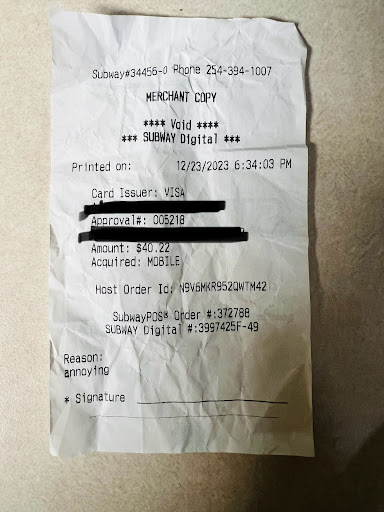 Subway#34456-0 Phone 254-394-1007
MERCHANT COPY
**** Void ****
*** SUBWAY Digital ***
Printed on: 12/23/2023 6:34:03 PM
Card Issuer: VISA
Approval#: 005218
Amount: $40.22
Acquired: MOBILE
Host Order Id: N9V6MKR952QWTM42
SubwayPOS® Order #:372788
SUBWAY Digital #:3997425F-49
Reason:
annoying
* Signature